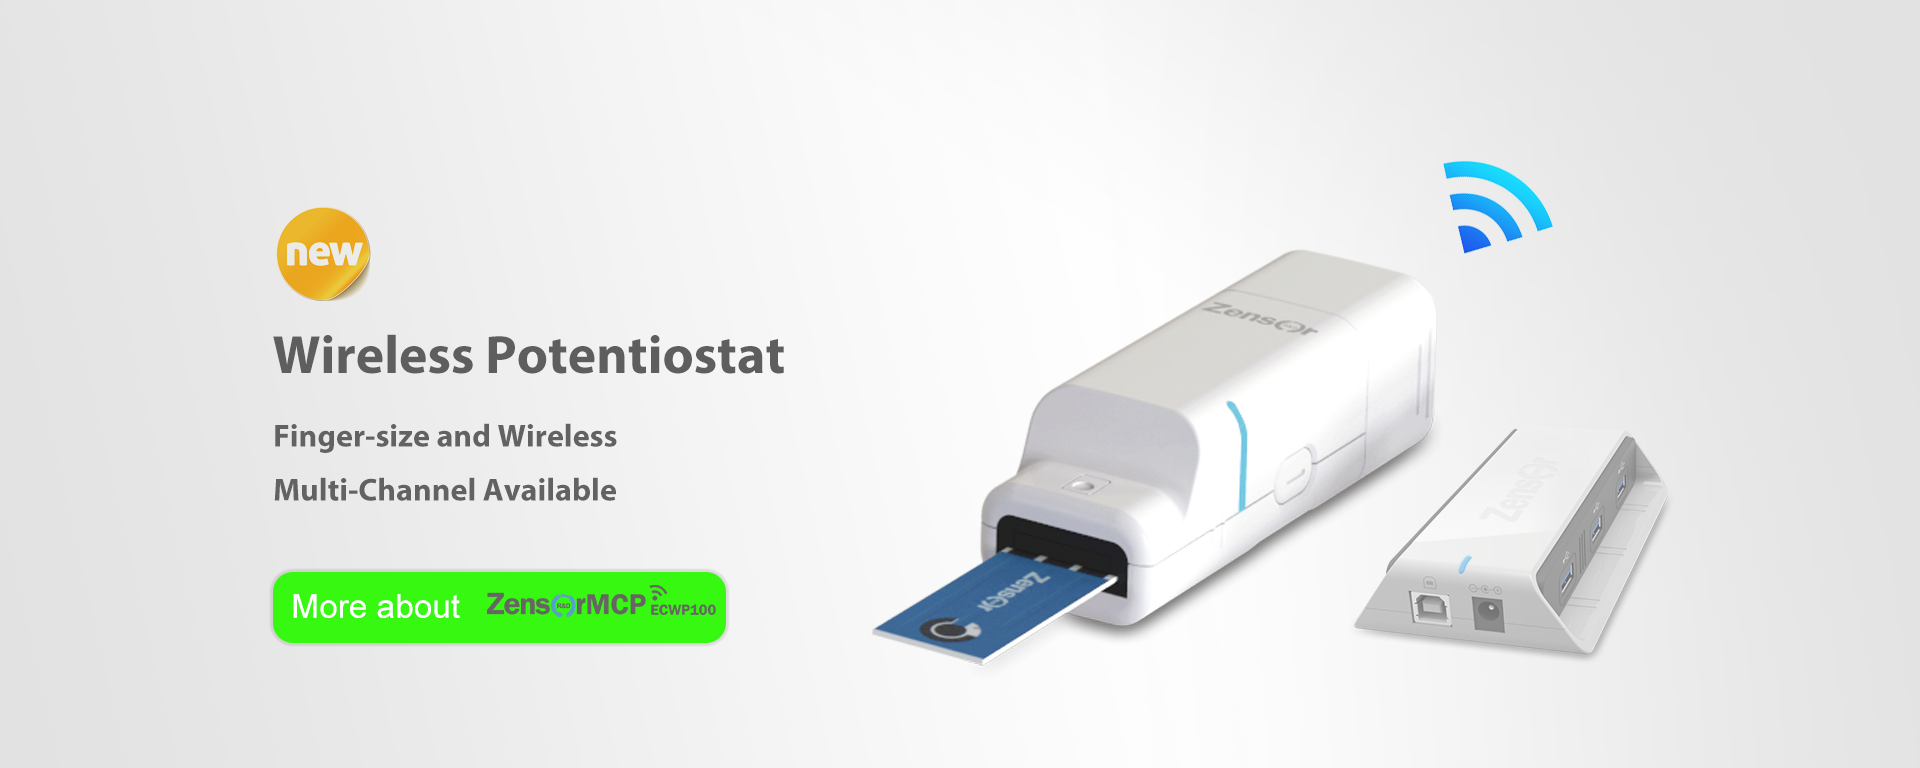 new
Wireless Potentiostat
Finger-size and Wireless
Multi-Channel Available
More about ZensOrMCP ECWP100
R&D
Zensor
Zensor
Zensor